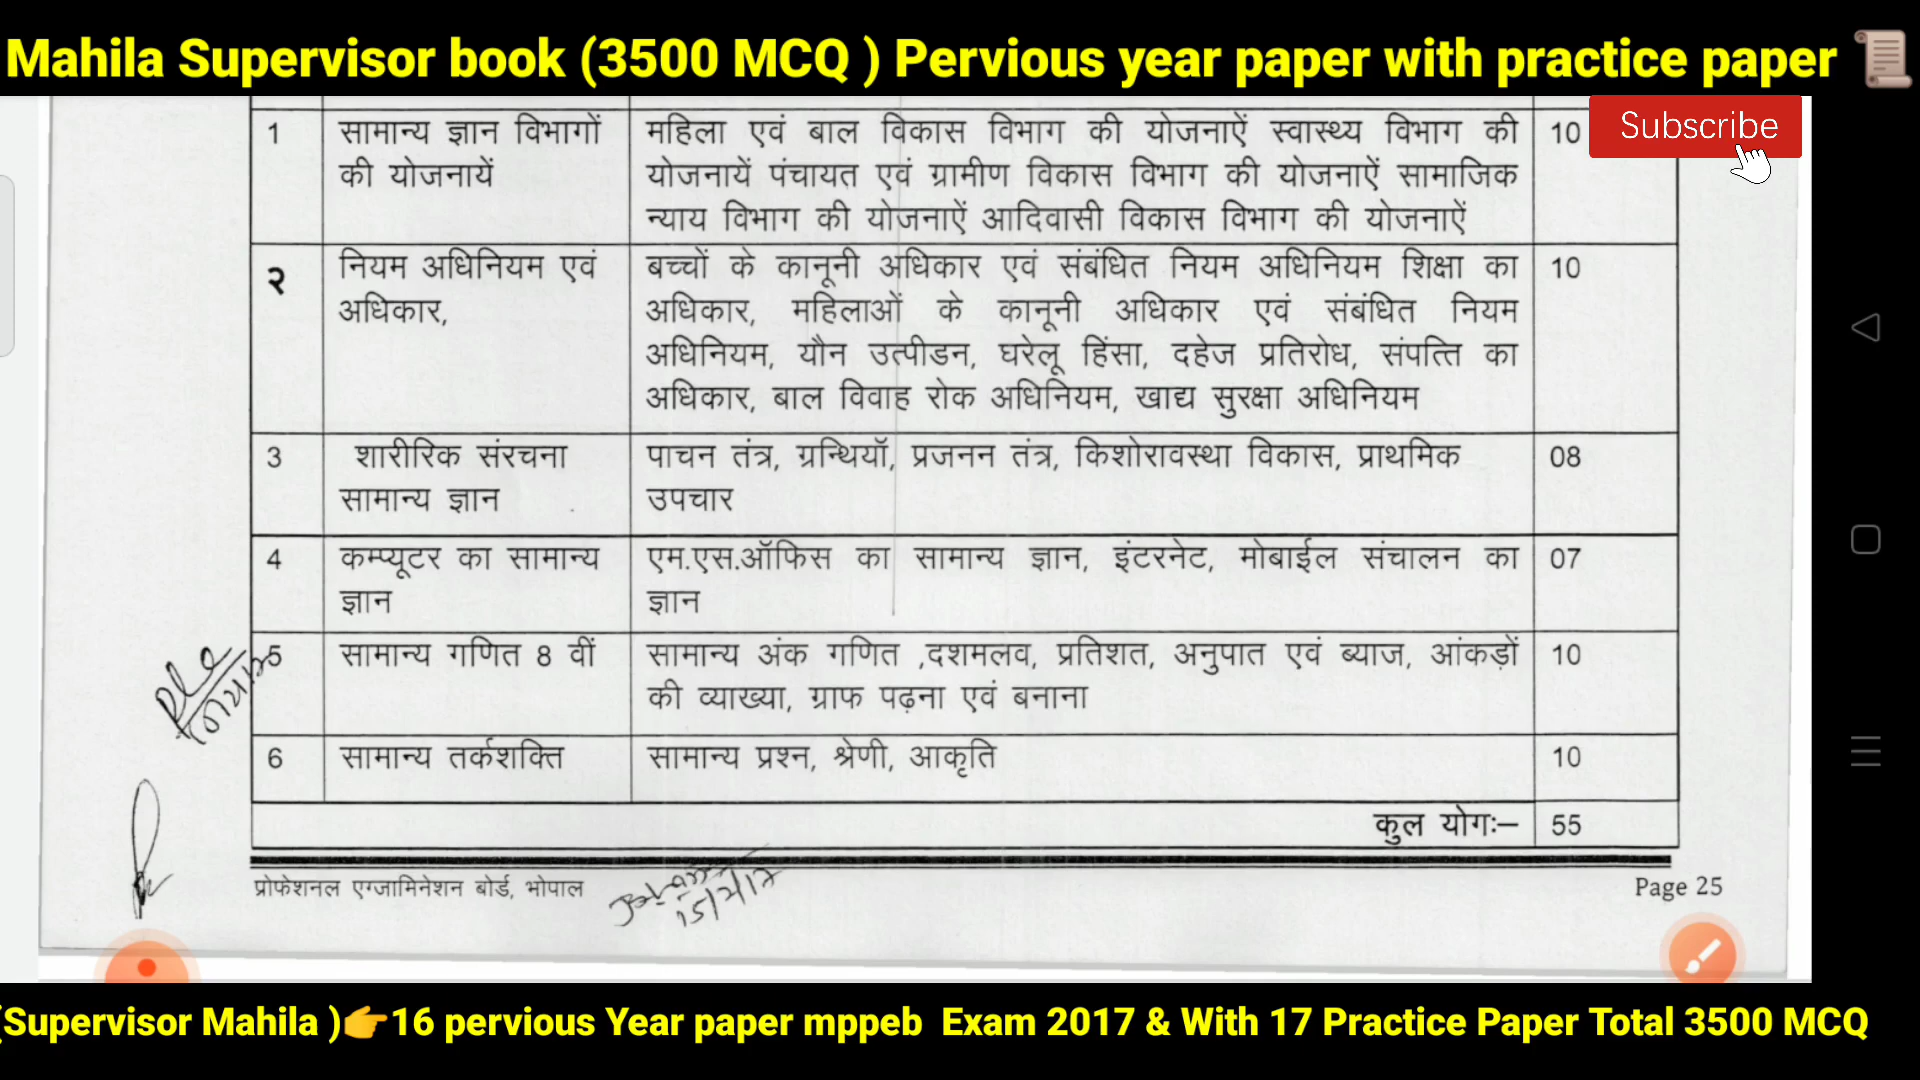 Mahila Supervisor book (3500 MCQ ) Pervious year paper with practice paper
Subscribe
1 सामान्य ज्ञान विभागों महिला एवं बाल विकास विभाग की योजनाऐं स्वास्थ्य विभाग की 10
की योजनायें योजनायें पंचायत एवं ग्रामीण विकास विभाग की योजनाऐं सामाजिक
न्याय विभाग की योजनाऐं आदिवासी विकास विभाग की योजनाऐं
२ नियम अधिनियम एवं बच्चों के कानूनी अधिकार एवं संबंधित नियम अधिनियम शिक्षा का 10
अधिकार, अधिकार, महिलाओं के कानूनी अधिकार एवं संबंधित नियम
अधिनियम, यौन उत्पीडन, घरेलू हिंसा, दहेज प्रतिरोध, संपत्ति का
अधिकार, बाल विवाह रोक अधिनियम, खाद्य सुरक्षा अधिनियम
3 शारीरिक संरचना पाचन तंत्र, ग्रन्थियॉ, प्रजनन तंत्र, किशोरावस्था विकास, प्राथमिक 08
सामान्य ज्ञान उपचार
4 कम्प्यूटर का सामान्य एम.एस.ऑफिस का सामान्य ज्ञान, इंटरनेट, मोबाईल संचालन का 07
ज्ञान ज्ञान
5 सामान्य गणित 8 वीं सामान्य अंक गणित ,दशमलव, प्रतिशत, अनुपात एवं ब्याज, आंकड़ों 10
की व्याख्या, ग्राफ पढ़ना एवं बनाना
6 सामान्य तर्कशक्ति सामान्य प्रश्न, श्रेणी, आकृति 10
कुल योगः– 55
प्रोफेशनल एग्जामिनेशन बोर्ड, भोपाल 15/2/17 Page 25
(Supervisor Mahila )👉16 pervious Year paper mppeb Exam 2017 & With 17 Practice Paper Total 3500 MCQ